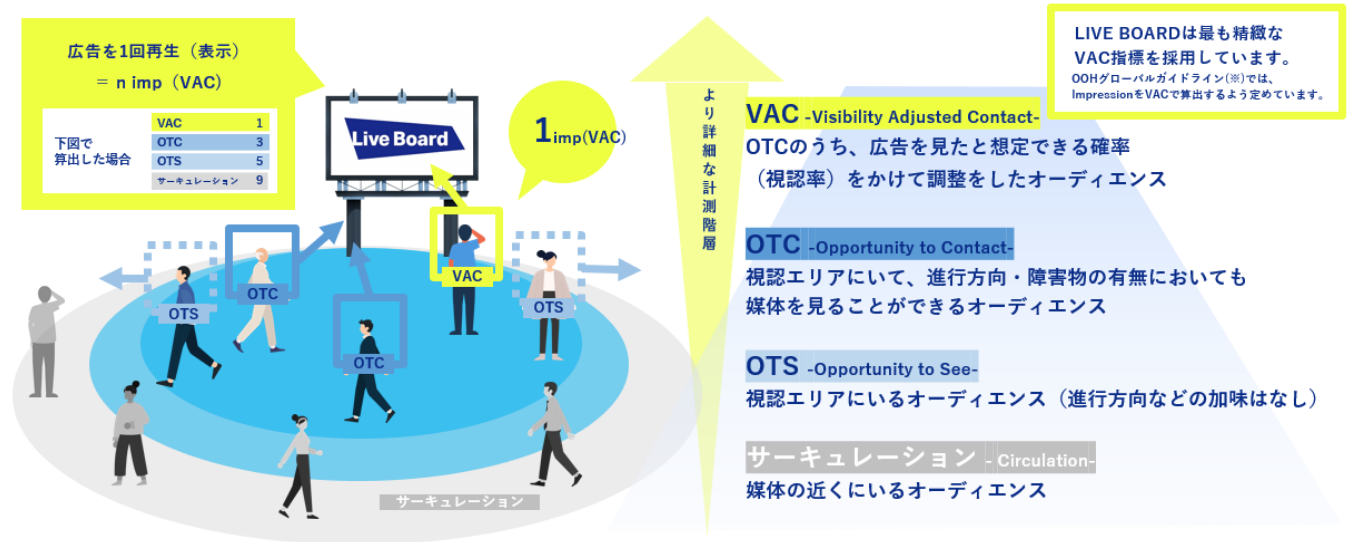 広告を1回再生（表示）
＝ n imp（VAC）
下図で
算出した場合
VAC 1
OTC 3
OTS 5
サーキュレーション 9
Live Board
1imp(VAC)
OTS
OTC
OTC
VAC
OTS
サーキュレーション
より詳細な計測階層
LIVE BOARDは最も精緻な
VAC指標を採用しています。
OOHグローバルガイドライン(※)では、
ImpressionをVACで算出するよう定めています。
VAC -Visibility Adjusted Contact-
OTCのうち、広告を見たと想定できる確率
（視認率）をかけて調整をしたオーディエンス
OTC -Opportunity to Contact-
視認エリアにいて、進行方向・障害物の有無においても
媒体を見ることができるオーディエンス
OTS -Opportunity to See-
視認エリアにいるオーディエンス（進行方向などの加味はなし）
サーキュレーション - Circulation-
媒体の近くにいるオーディエンス